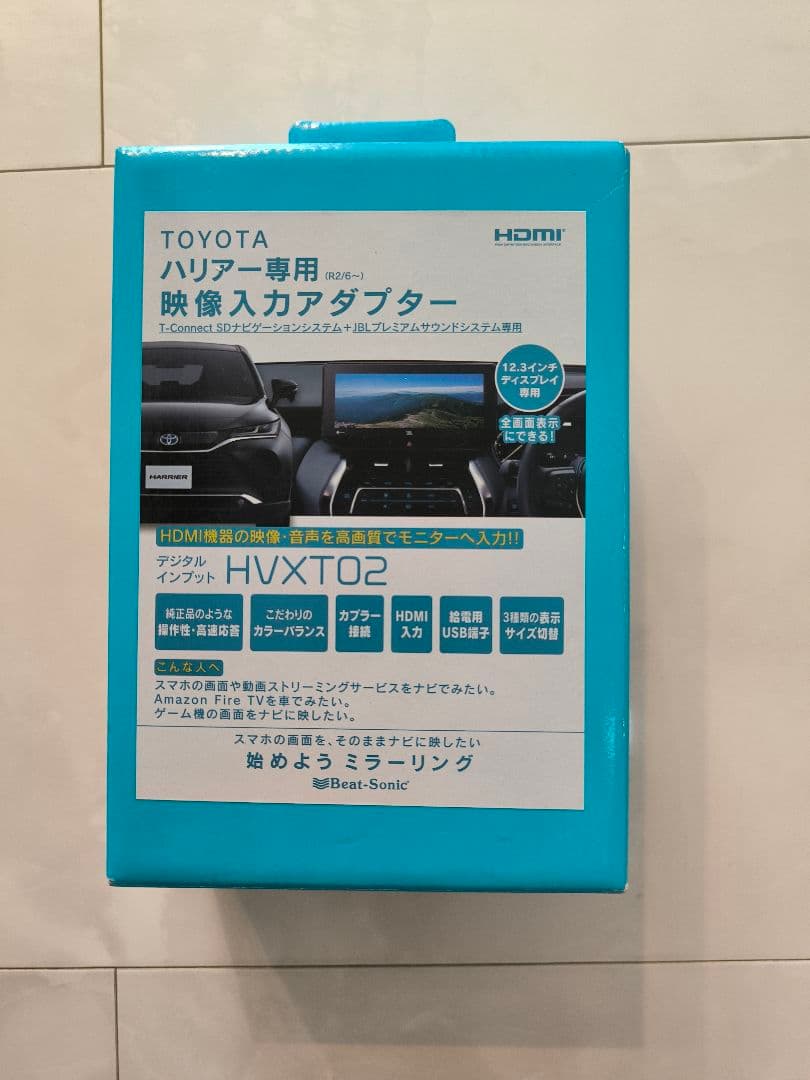 TOYOTA
HDMI
ハリアー専用 (R2/6〜)
映像入力アダプター
T-Connect SDナビゲーションシステム+JBLプレミアムサウンドシステム専用
12.3インチ
ディスプレイ
専用
全画面表示
にできる!
HARRIER
HDMI機器の映像・音声を高画質でモニターへ入力!!
デジタル
インプット HVXT02
純正品のような
操作性・高速応答
こだわりの
カラーバランス
カプラー
接続
HDMI
入力
給電用
USB端子
3種類の表示
サイズ切替
こんな人へ
スマホの画面や動画ストリーミングサービスをナビでみたい。
Amazon Fire TVを車でみたい。
ゲーム機の画面をナビに映したい。
スマホの画面を、そのままナビに映したい
始めよう ミラーリング
Beat-Sonic